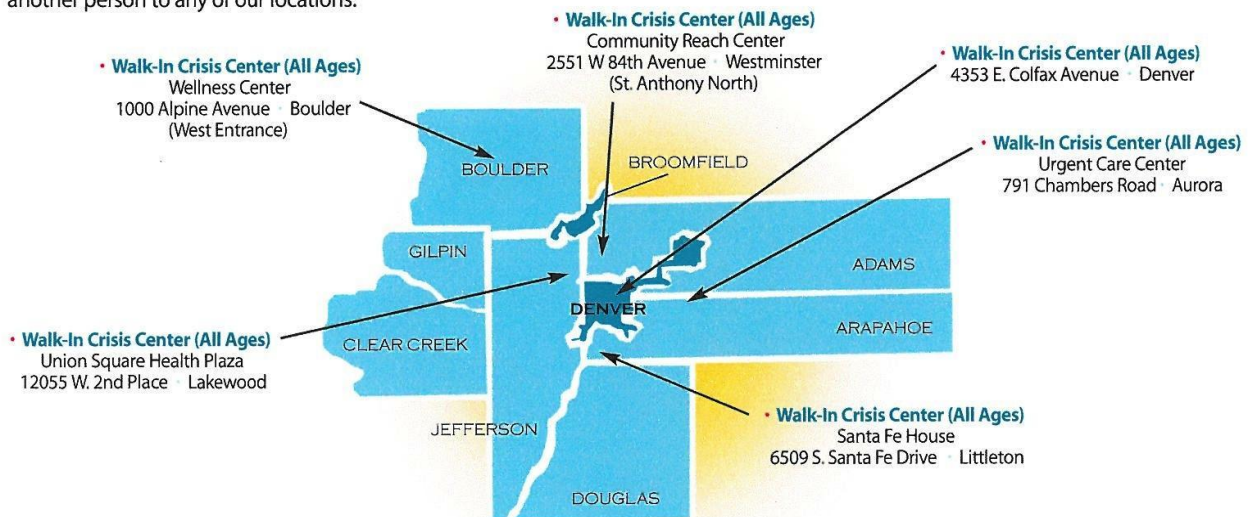 another person to any of our locations.
• Walk-In Crisis Center (All Ages)
Community Reach Center
2551 W 84th Avenue · Westminster
(St. Anthony North)
• Walk-In Crisis Center (All Ages)
Wellness Center
1000 Alpine Avenue · Boulder
(West Entrance)
• Walk-In Crisis Center (All Ages)
4353 E. Colfax Avenue · Denver
• Walk-In Crisis Center (All Ages)
Urgent Care Center
791 Chambers Road · Aurora
BOULDER
BROOMFIELD
GILPIN
ADAMS
DENVER
ARAPAHOE
CLEAR CREEK
• Walk-In Crisis Center (All Ages)
Union Square Health Plaza
12055 W. 2nd Place · Lakewood
JEFFERSON
• Walk-In Crisis Center (All Ages)
Santa Fe House
6509 S. Santa Fe Drive · Littleton
DOUGLAS